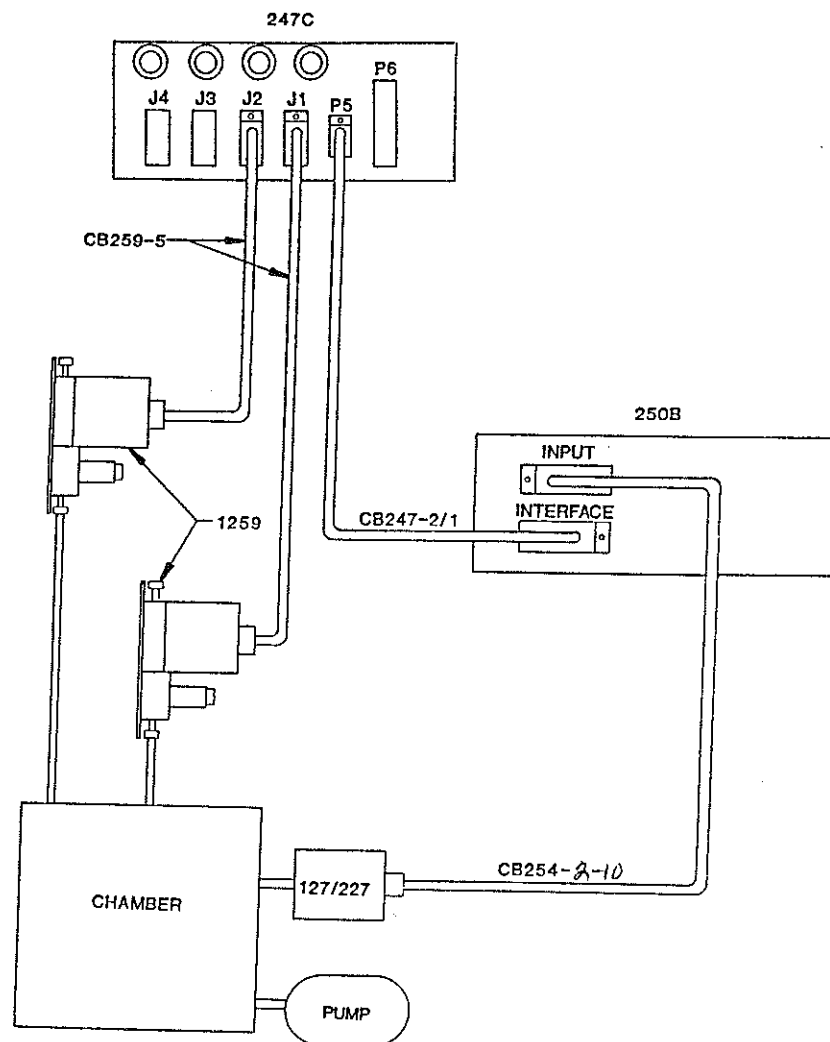 247C
P6
J4 J3 J2 J1 P5
CB259-5
250B
INPUT
INTERFACE
CB247-2/1
1259
CB254-2-10
127/227
CHAMBER
PUMP